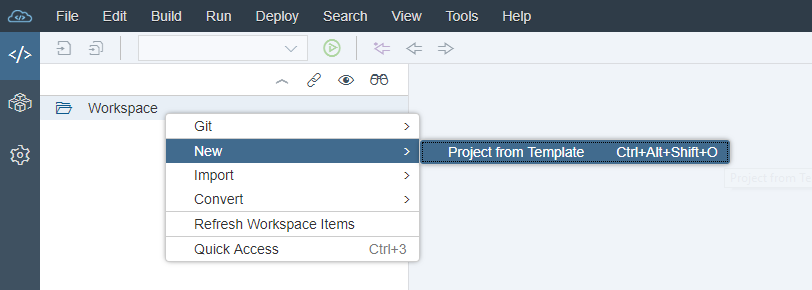 File Edit Build Run Deploy Search View Tools Help
Workspace
Git
New
Project from Template Ctrl+Alt+Shift+O
Project from Te
Import
Convert
Refresh Workspace Items
Quick Access Ctrl+3